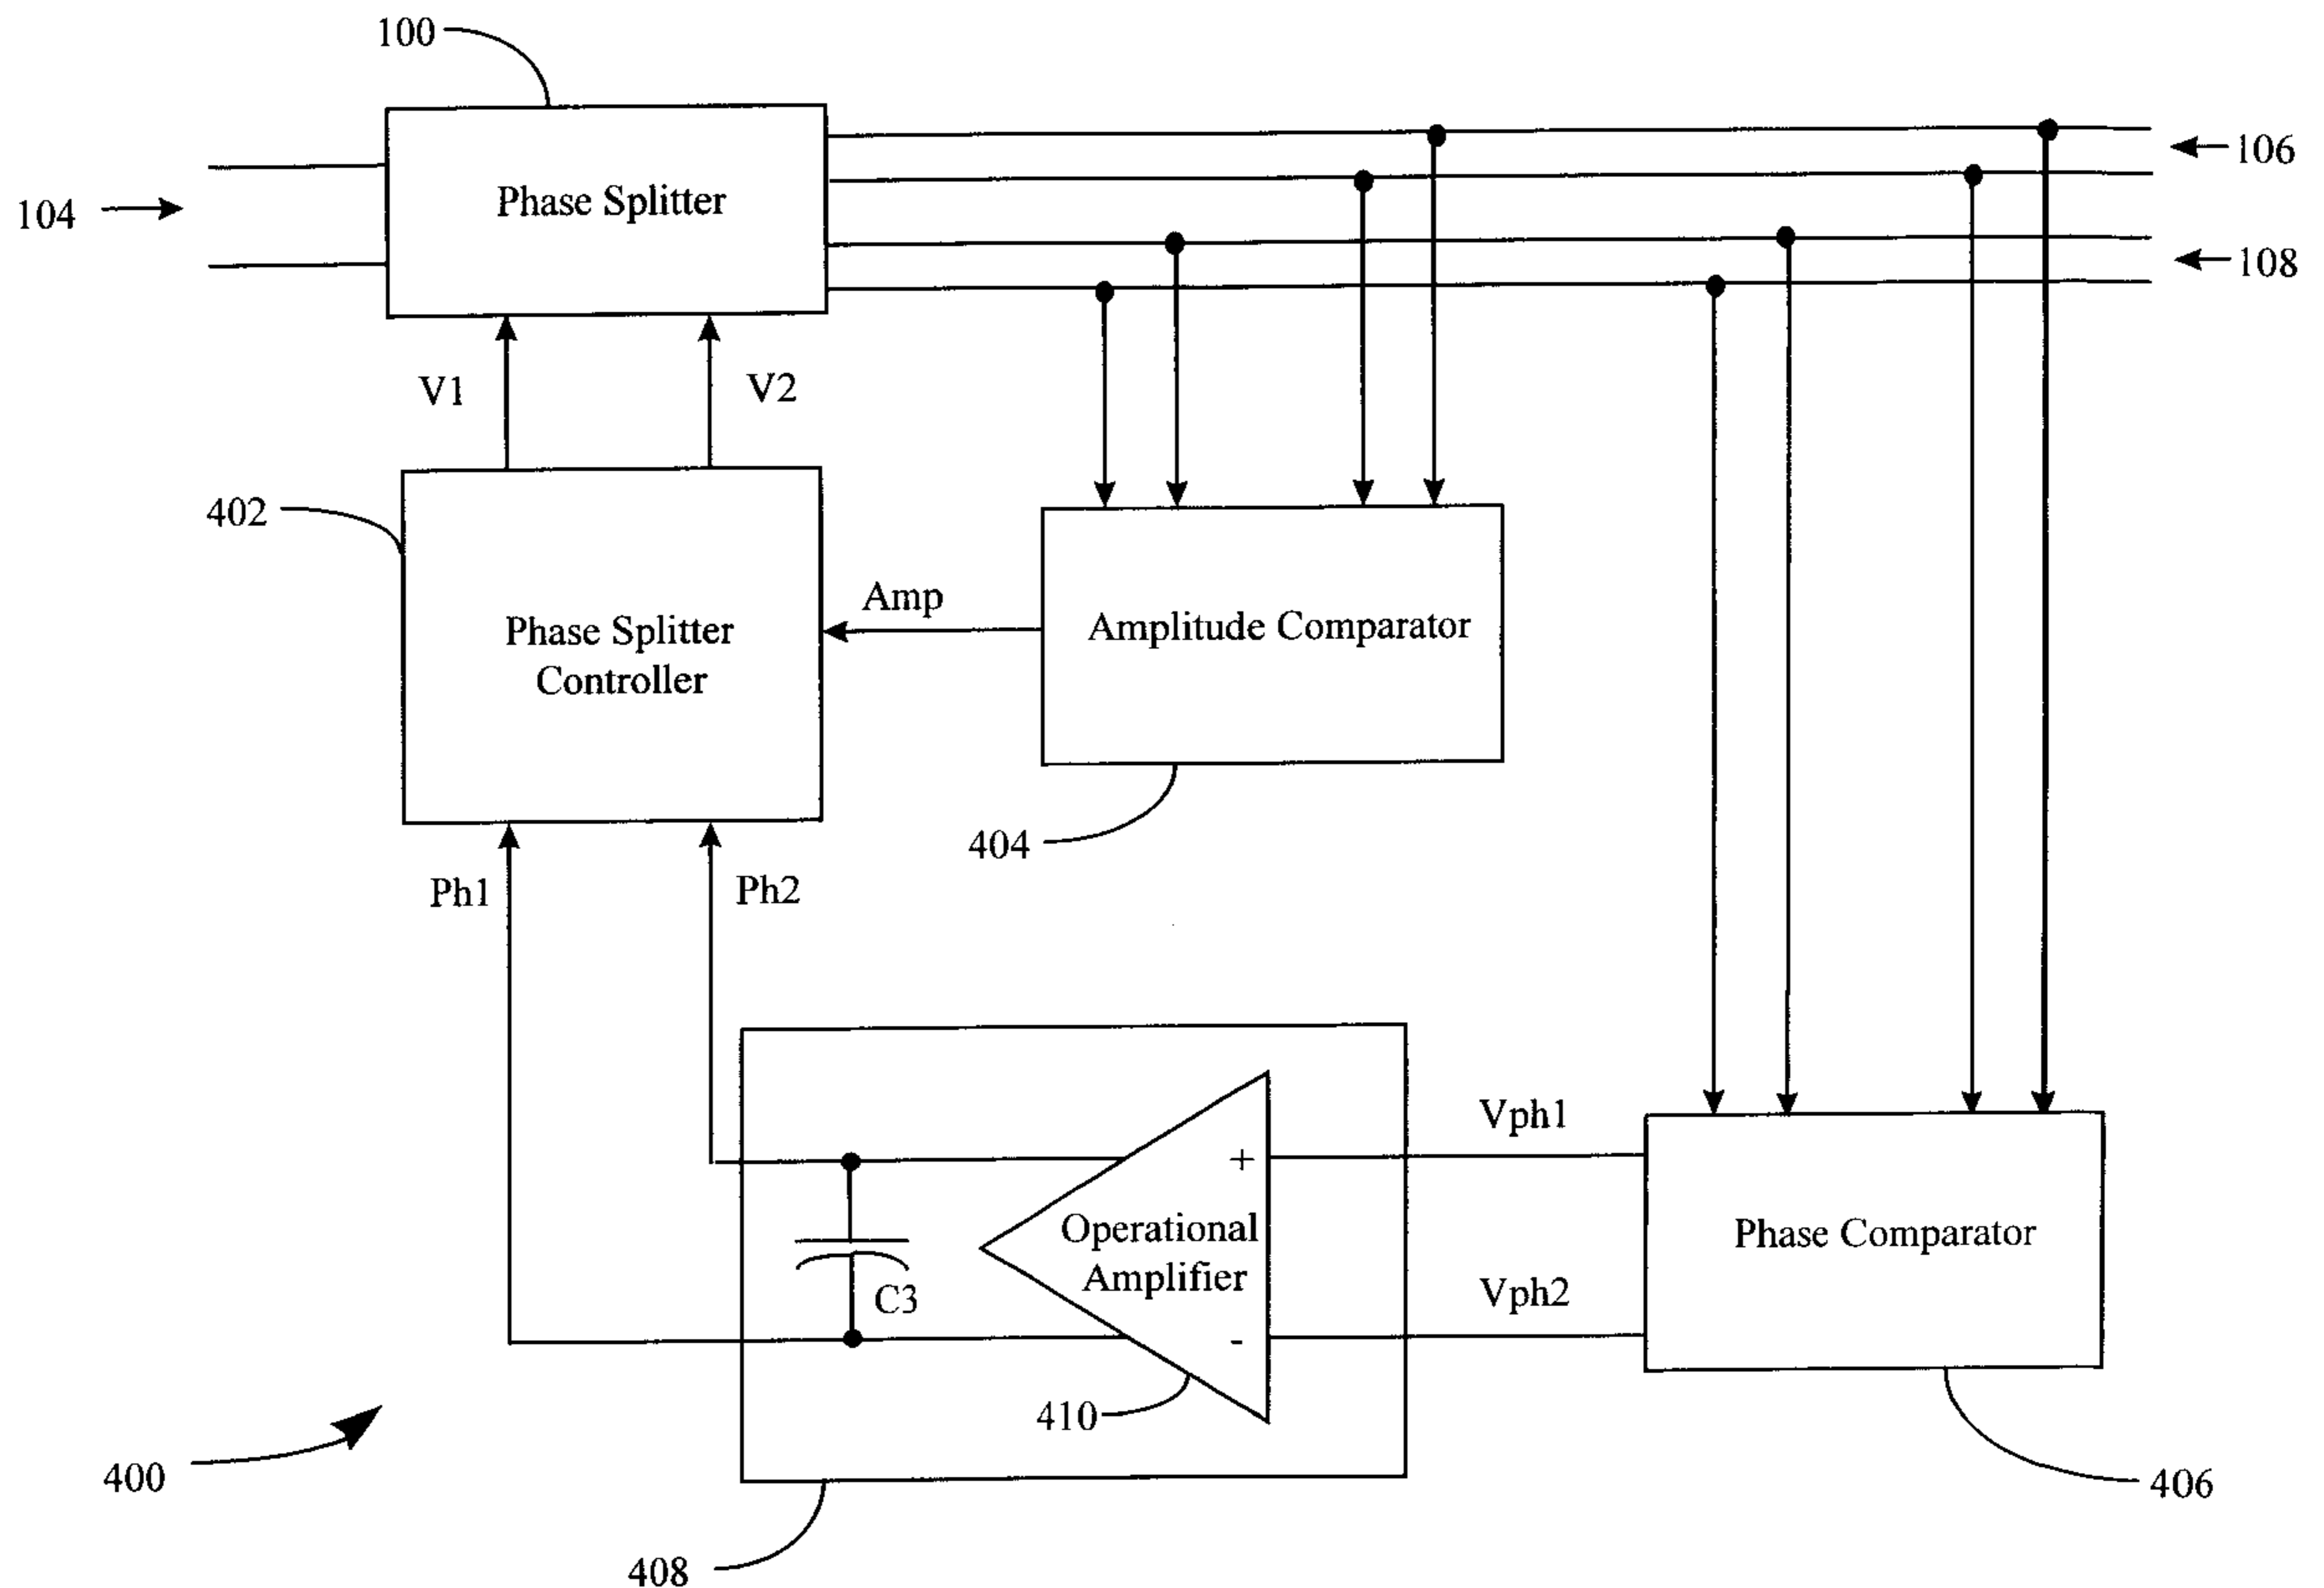 100
106
Phase Splitter
104
108
V1
V2
402
Amp
Phase Splitter
Controller
Amplitude Comparator
404
Ph1
Ph2
Vph1
+
Operational
Amplifier
Phase Comparator
C3
Vph2
-
410
400
406
408